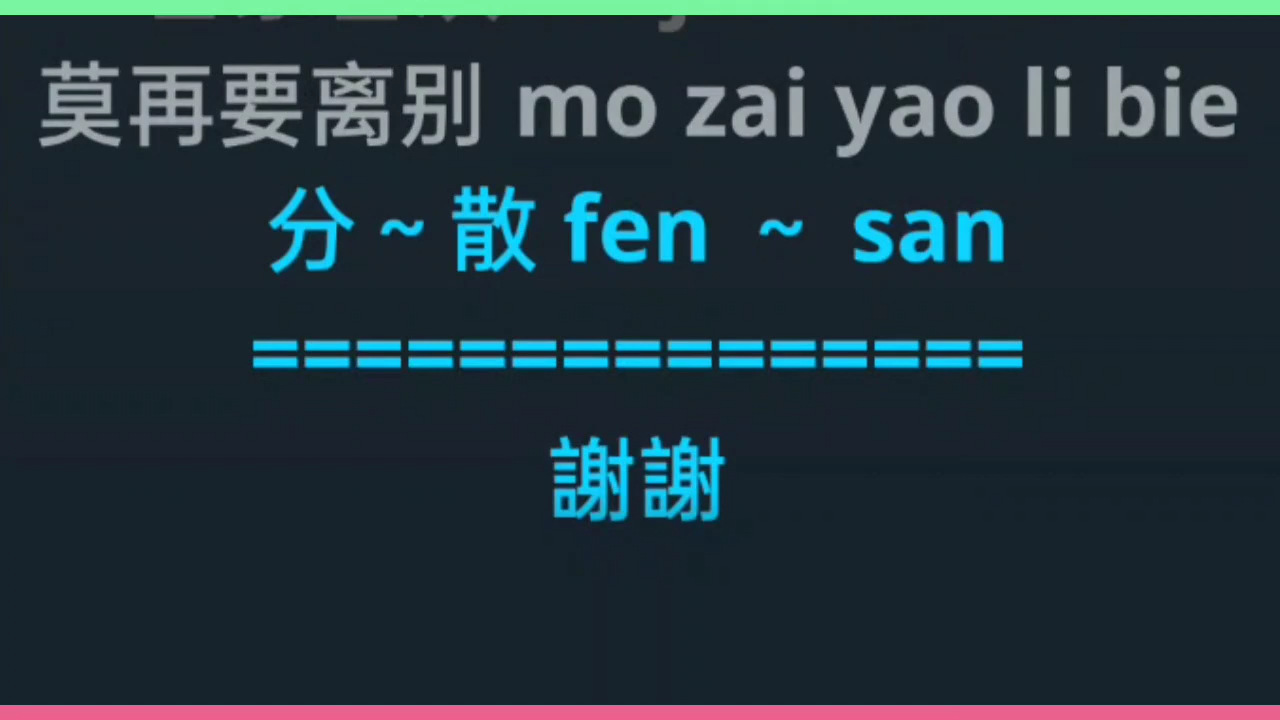 莫再要离别 mo zai yao li bie
分 ~ 散 fen ~ san
===============
謝謝